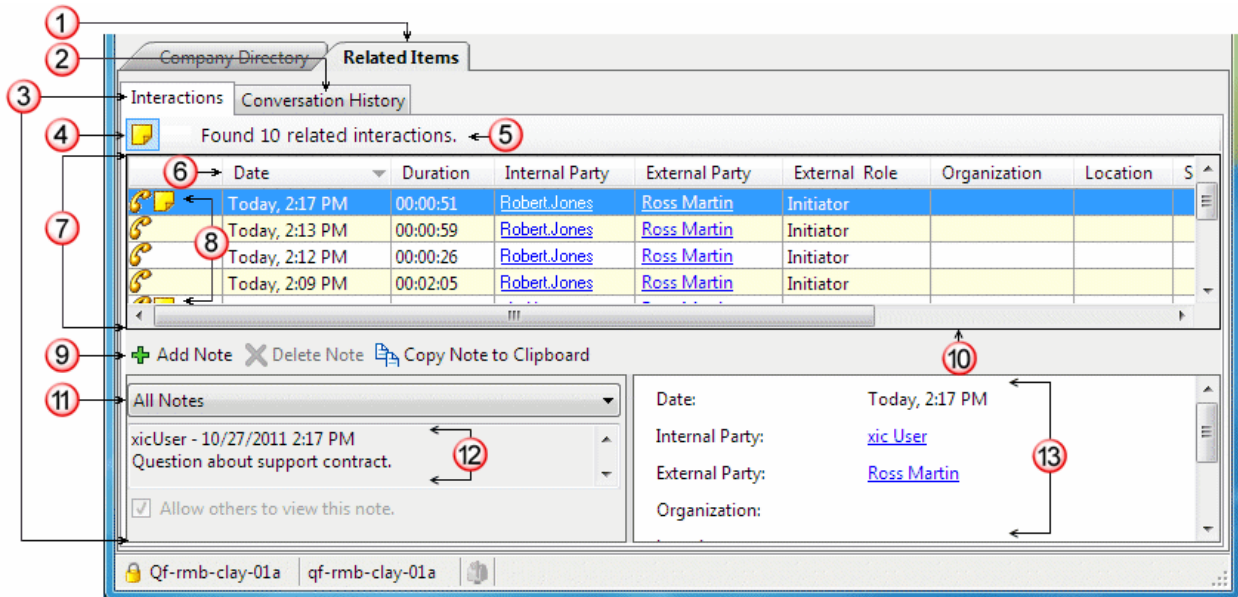 1
2
Company Directory Related Items
3
Interactions Conversation History
4
Found 10 related interactions. 5
6
Date Duration Internal Party External Party External Role Organization Location S
7
8
Today, 2:17 PM 00:00:51 Robert.Jones Ross Martin Initiator
Today, 2:13 PM 00:00:59 Robert.Jones Ross Martin Initiator
Today, 2:12 PM 00:00:26 Robert.Jones Ross Martin Initiator
Today, 2:09 PM 00:02:05 Robert.Jones Ross Martin Initiator
9 Add Note Delete Note Copy Note to Clipboard 10
11 All Notes
xicUser - 10/27/2011 2:17 PM
Question about support contract.
12
Allow others to view this note.
Date: Today, 2:17 PM
Internal Party: xic User
13
External Party: Ross Martin
Organization:
Qf-rmb-clay-01a qf-rmb-clay-01a